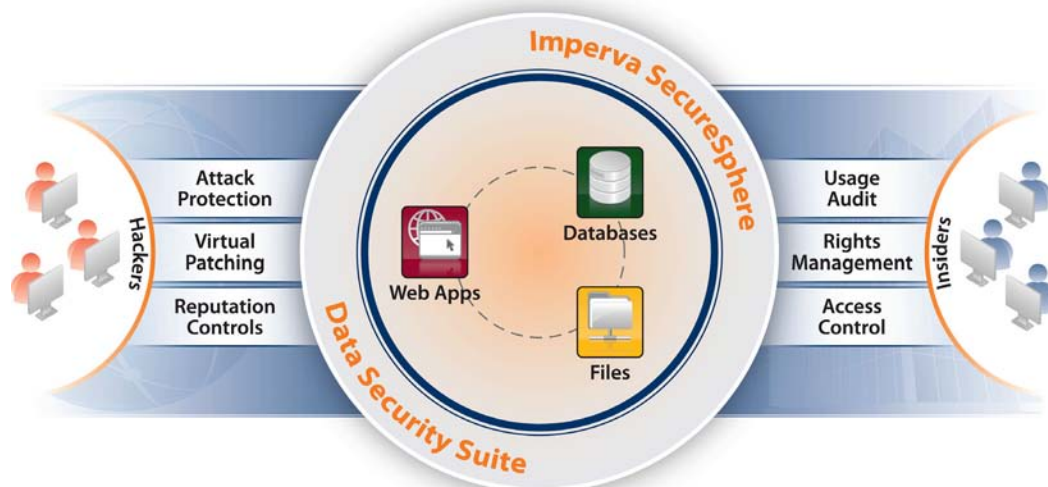 Imperva SecureSphere
Data Security Suite
Hackers
Attack
Protection
Virtual
Patching
Reputation
Controls
Web Apps
Databases
Files
Usage
Audit
Rights
Management
Access
Control
Insiders